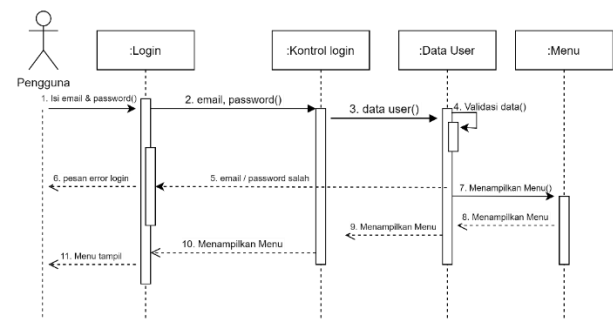 :Login
:Kontrol login
:Data User
:Menu
Pengguna
1. Isi email & password()
2. email, password()
3. data user()
4. Validasi data()
5. email / password salah
6. pesan error login
7. Menampilkan Menu()
8. Menampilkan Menu
9. Menampilkan Menu
10. Menampilkan Menu
11. Menu tampil